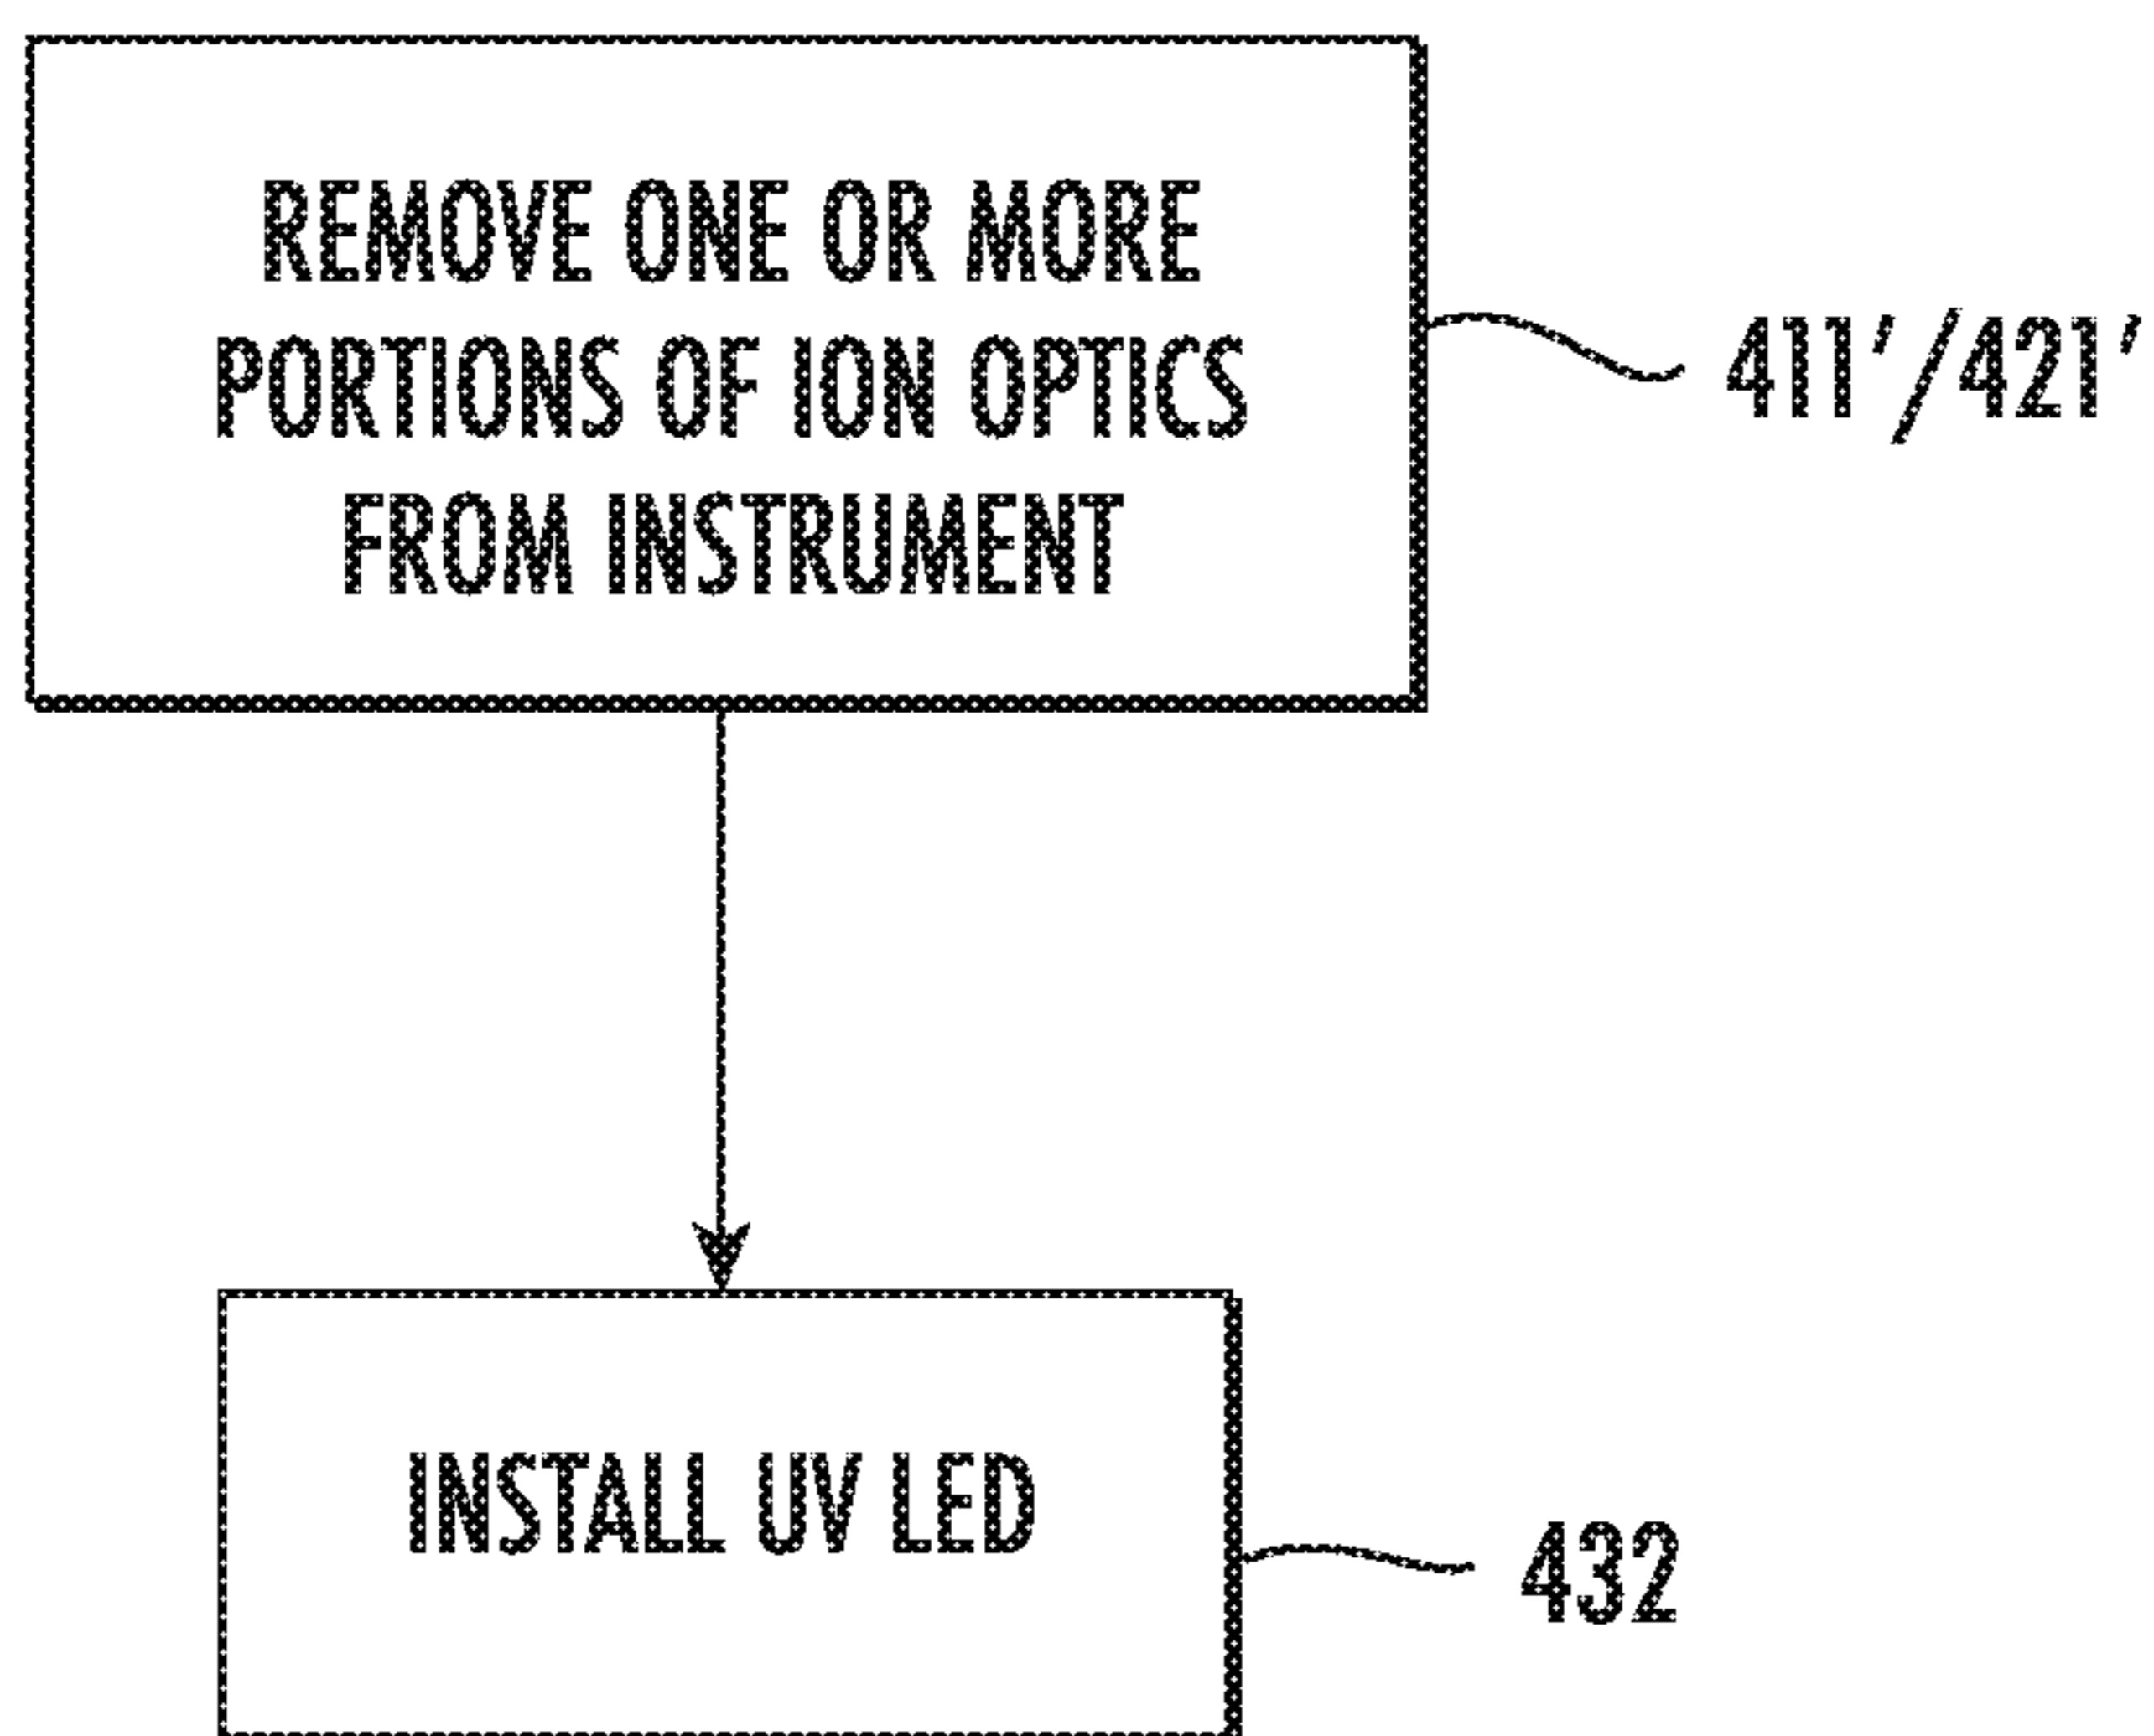 REMOVE ONE OR MORE
PORTIONS OF ION OPTICS
FROM INSTRUMENT
411'/421'
INSTALL UV LED
432